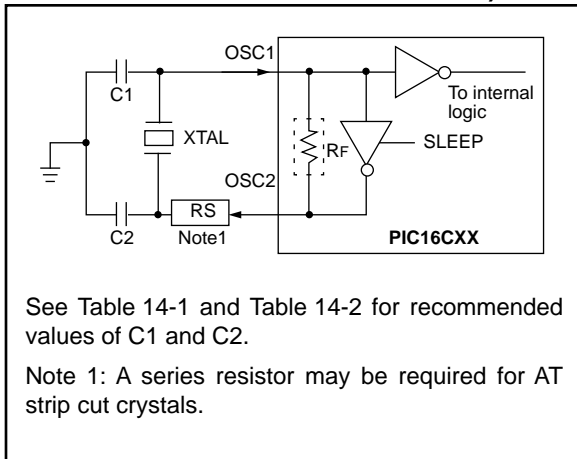 OSC1
C1
To internal
logic
XTAL
RF
SLEEP
OSC2
RS
C2
Note1
PIC16CXX
See Table 14-1 and Table 14-2 for recommended
values of C1 and C2.
Note 1: A series resistor may be required for AT
strip cut crystals.